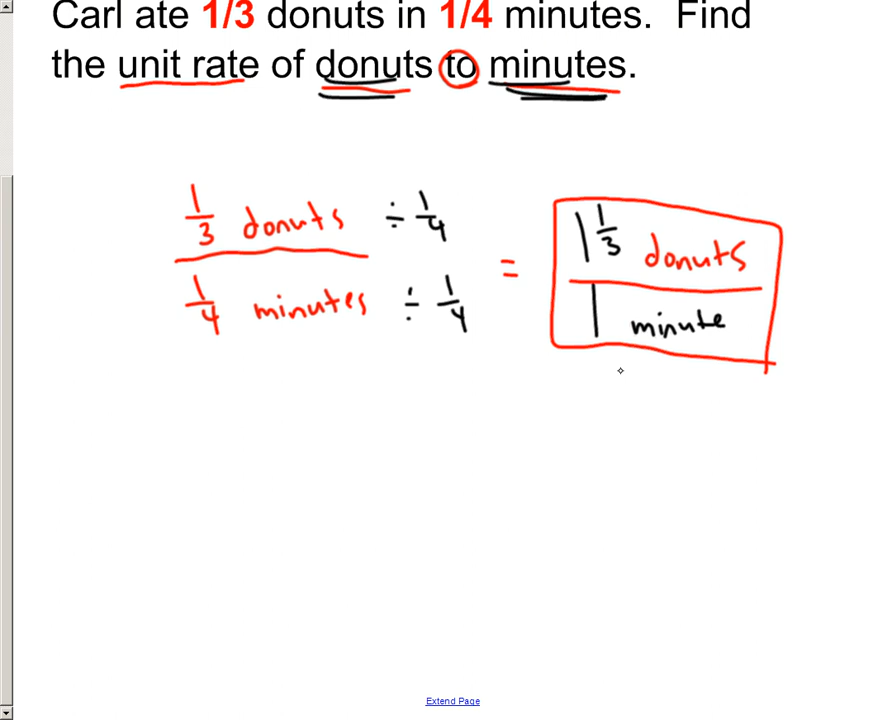 Carl ate 1/3 donuts in 1/4 minutes. Find
the unit rate of donuts to minutes.
1/3 donuts ÷ 1/4
1/4 minutes ÷ 1/4
=
1 1/3 donuts
1 minute
Extend Page